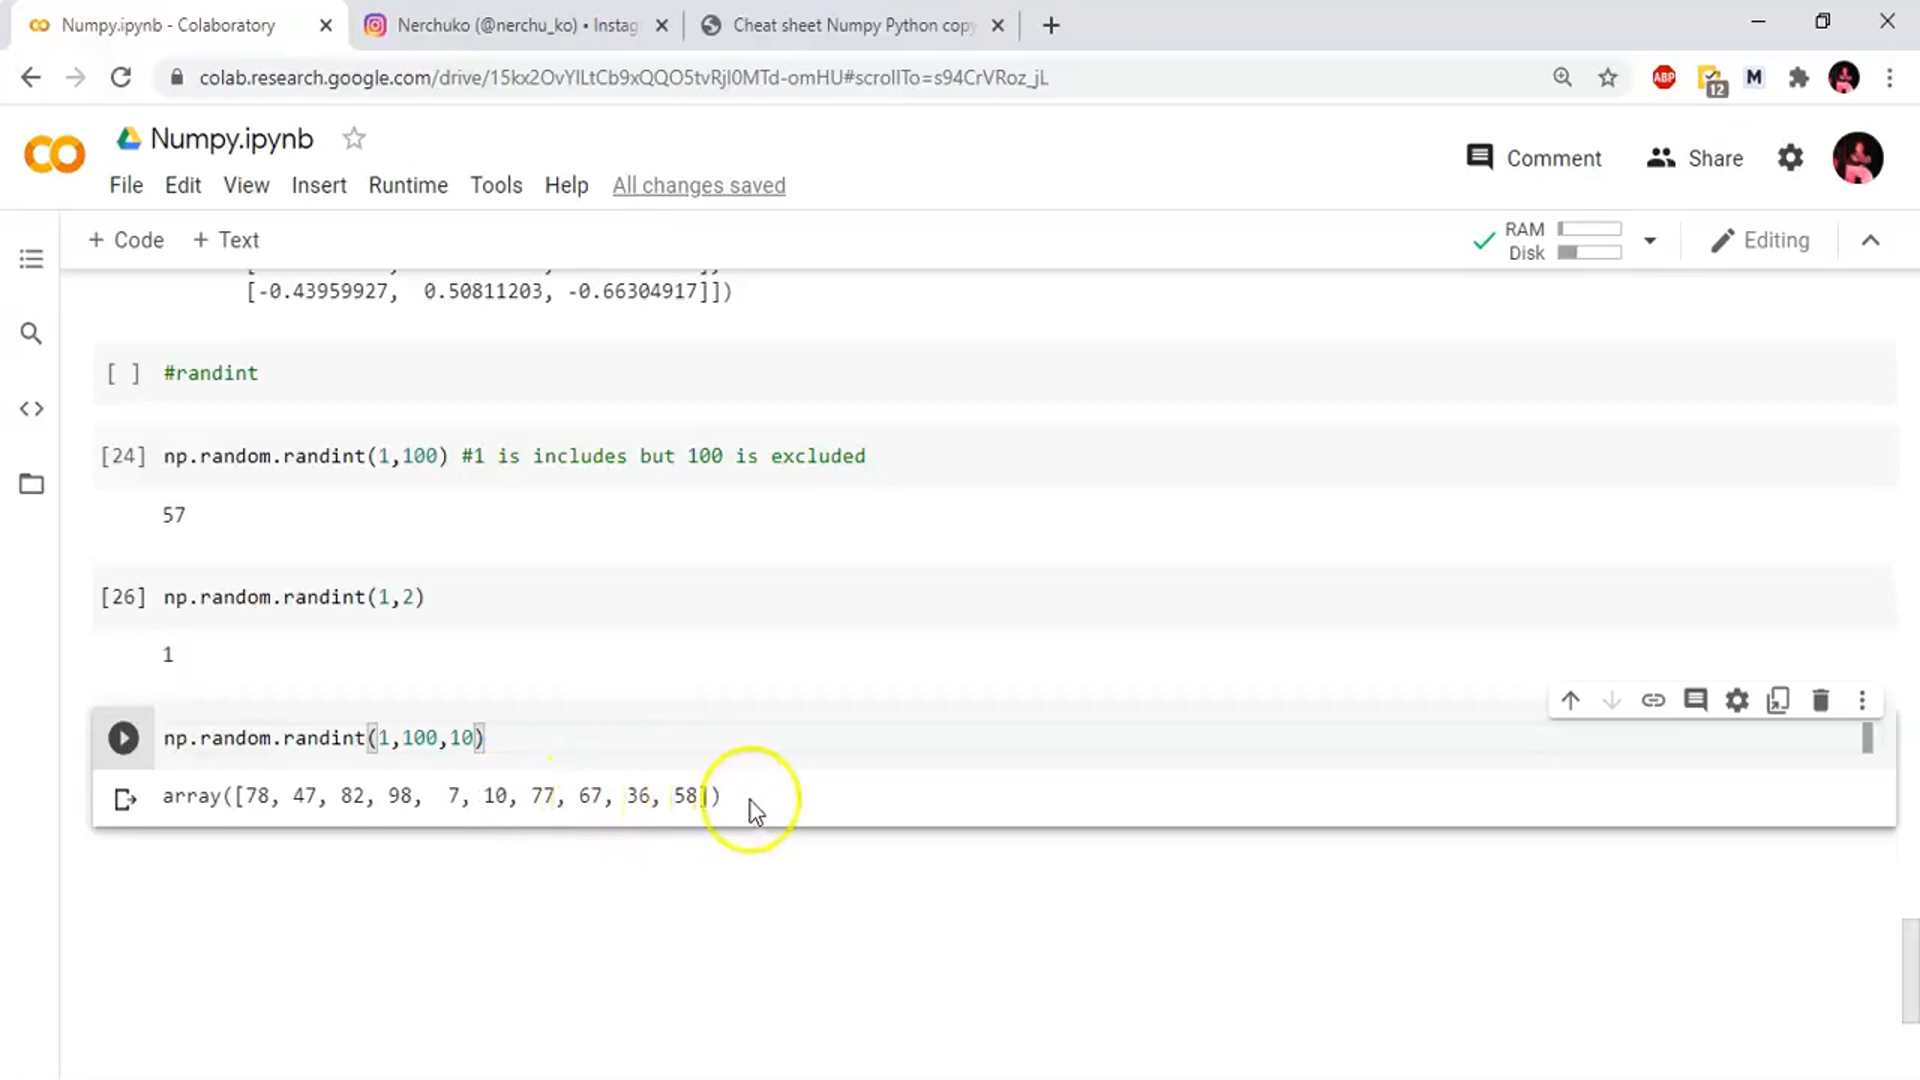 Numpy.ipynb - Colaboratory
Nerchuko (@nerchu_ko) • Instag
Cheat sheet Numpy Python copy
colab.research.google.com/drive/15kx2OvYlLtCb9xQQO5tvRjI0MTd-omHU#scrollTo=s94CrVRoz_jL
ABP
12
M
Numpy.ipynb
Comment
Share
File Edit View Insert Runtime Tools Help All changes saved
+ Code + Text
RAM
Disk
Editing
[-0.43959927, 0.50811203, -0.66304917]])
[ ] #randint
[24] np.random.randint(1,100) #1 is includes but 100 is excluded
57
[26] np.random.randint(1,2)
1
np.random.randint(1,100,10)
array([78, 47, 82, 98, 7, 10, 77, 67, 36, 58])